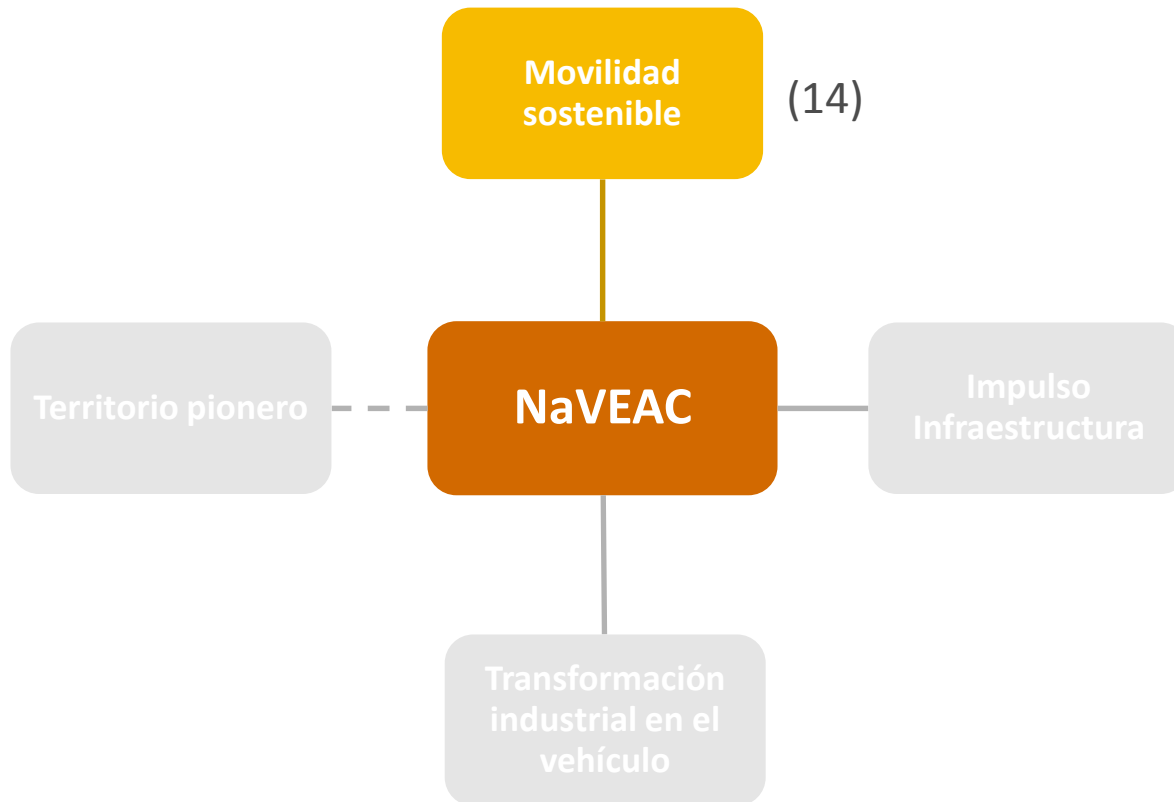 Movilidad
sostenible
(14)
Territorio pionero
NaVEAC
Impulso
Infraestructura
Transformación
industrial en el
vehículo